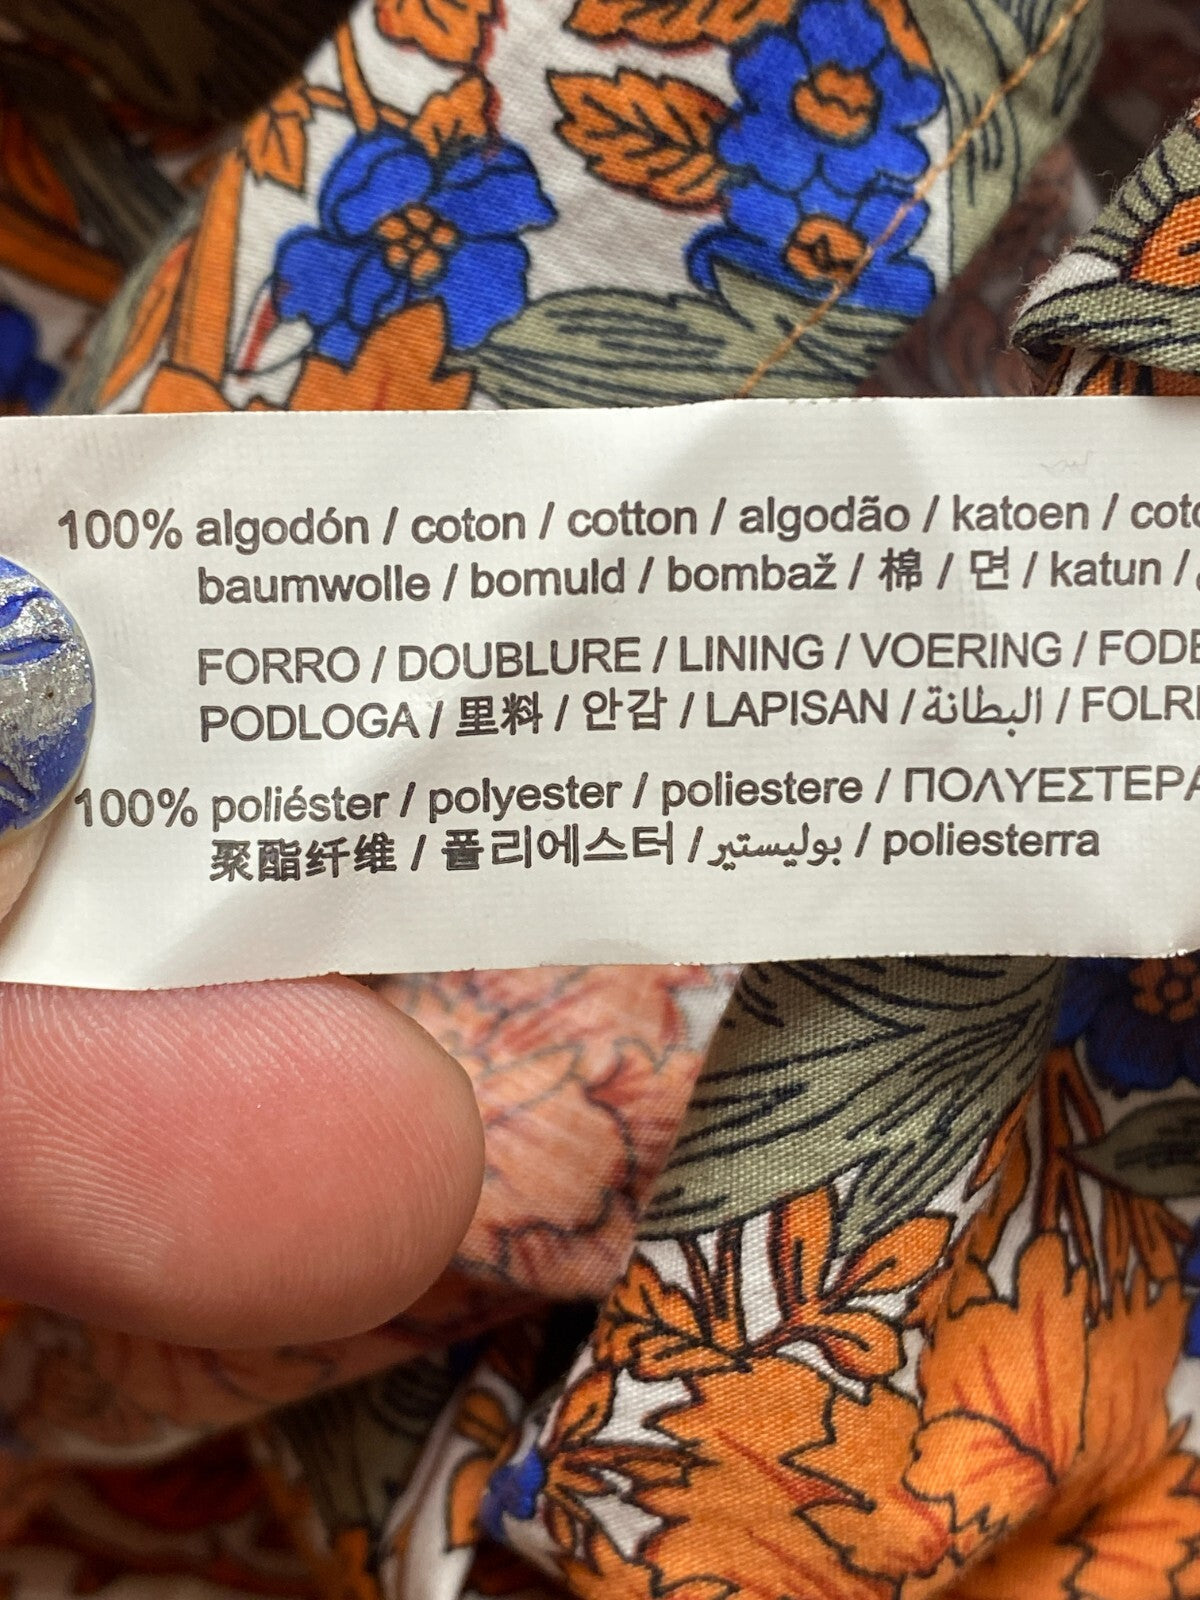 100% algodón / coton / cotton / algodão / katoen / coto
baumwolle / bomuld / bombaž / 棉 / 면 / katun /
FORRO / DOUBLURE / LINING / VOERING / FODE
PODLOGA / 里料 / 안감 / LAPISAN / البطانة / FOLR
100% poliéster / polyester / poliestere / ΠΟΛΥΕΣΤΕΡΑ
聚酯纤维 / 폴리에스터 / بوليستير / poliesterra